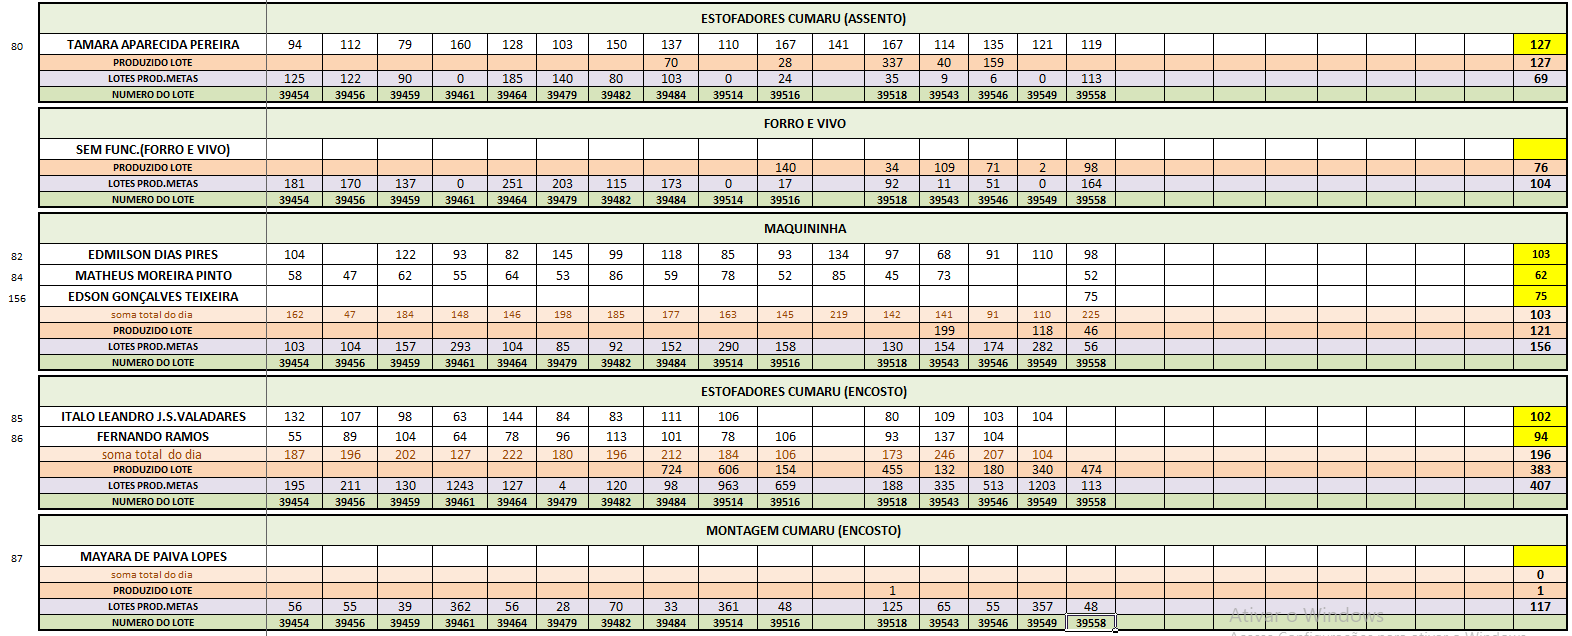 ESTOFADORES CUMARU (ASSENTO)
80 TAMARA APARECIDA PEREIRA 94 112 79 160 128 103 150 137 110 167 141 167 114 135 121 119 127
PRODUZIDO LOTE 70 28 337 40 159 127
LOTES PROD.METAS 125 122 90 0 185 140 80 103 0 24 35 9 6 0 113 69
NUMERO DO LOTE 39454 39456 39459 39461 39464 39479 39482 39484 39514 39516 39518 39543 39546 39549 39558
FORRO E VIVO
SEM FUNC.(FORRO E VIVO)
PRODUZIDO LOTE 140 34 109 71 2 98 76
LOTES PROD.METAS 181 170 137 0 251 203 115 173 0 17 92 11 51 0 164 104
NUMERO DO LOTE 39454 39456 39459 39461 39464 39479 39482 39484 39514 39516 39518 39543 39546 39549 39558
MAQUININHA
82 EDMILSON DIAS PIRES 104 122 93 82 145 99 118 85 93 134 97 68 91 110 98 103
84 MATHEUS MOREIRA PINTO 58 47 62 55 64 53 86 59 78 52 85 45 73 52 62
156 EDSON GONÇALVES TEIXEIRA 75 75
soma total do dia 162 47 184 148 146 198 185 177 163 145 219 142 141 91 110 225 103
PRODUZIDO LOTE 199 118 46 121
LOTES PROD.METAS 103 104 157 293 104 85 92 152 290 158 130 154 174 282 56 156
NUMERO DO LOTE 39454 39456 39459 39461 39464 39479 39482 39484 39514 39516 39518 39543 39546 39549 39558
ESTOFADORES CUMARU (ENCOSTO)
85 ITALO LEANDRO J.S.VALADARES 132 107 98 63 144 84 83 111 106 80 109 103 104 102
86 FERNANDO RAMOS 55 89 104 64 78 96 113 101 78 106 93 137 104 94
soma total do dia 187 196 202 127 222 180 196 212 184 106 173 246 207 104 196
PRODUZIDO LOTE 724 606 154 455 132 180 340 474 383
LOTES PROD.METAS 195 211 130 1243 127 4 120 98 963 659 188 335 513 1203 113 407
NUMERO DO LOTE 39454 39456 39459 39461 39464 39479 39482 39484 39514 39516 39518 39543 39546 39549 39558
MONTAGEM CUMARU (ENCOSTO)
87 MAYARA DE PAIVA LOPES
soma total do dia 0
PRODUZIDO LOTE 1 1
LOTES PROD.METAS 56 55 39 362 56 28 70 33 361 48 125 65 55 357 48 117
NUMERO DO LOTE 39454 39456 39459 39461 39464 39479 39482 39484 39514 39516 39518 39543 39546 39549 39558
Ativar o Windows